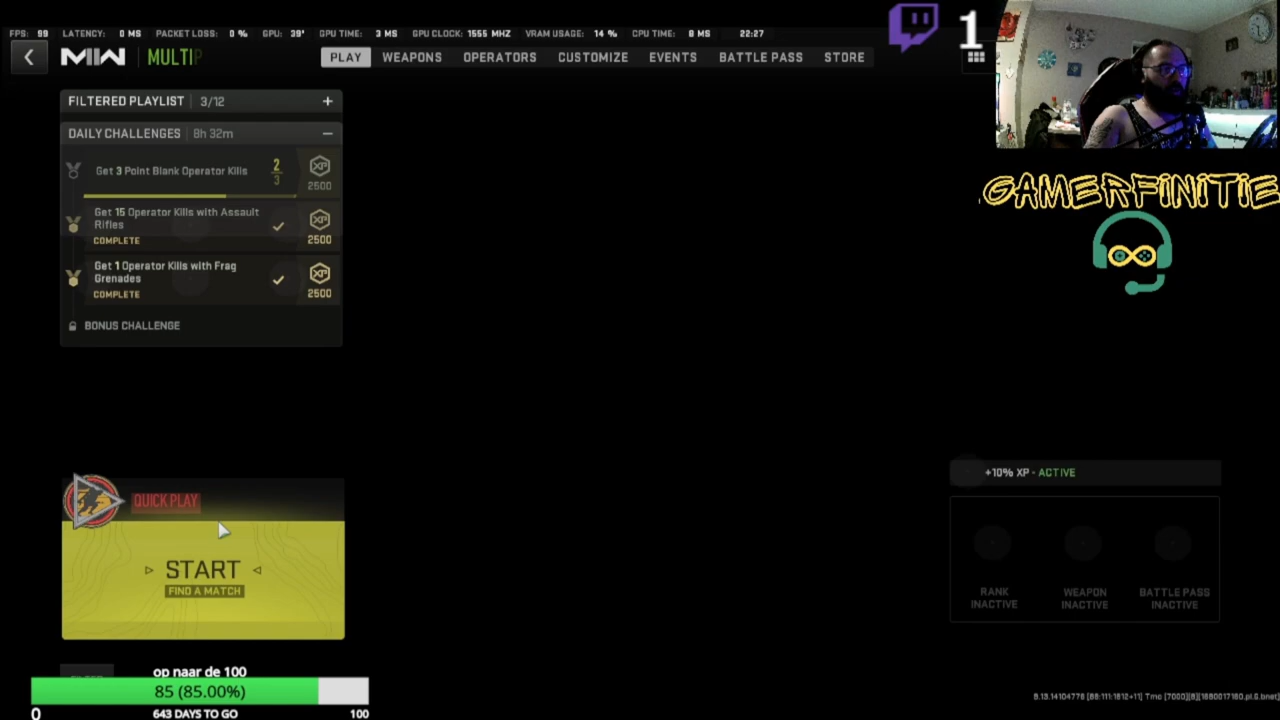 FPS: 99 LATENCY: 0 MS PACKET LOSS: 0 % GPU: 39° GPU TIME: 3 MS GPU CLOCK: 1555 MHZ VRAM USAGE: 14 % CPU TIME: 8 MS 22:27
MW MULTIP
PLAY WEAPONS OPERATORS CUSTOMIZE EVENTS BATTLE PASS STORE
1
FILTERED PLAYLIST 3/12 +
DAILY CHALLENGES 8h 32m
Get 3 Point Blank Operator Kills 2/3 XP 2500
Get 15 Operator Kills with Assault
Rifles
COMPLETE
XP 2500
Get 1 Operator Kills with Frag
Grenades
COMPLETE
XP 2500
BONUS CHALLENGE
GAMERFINITIE
QUICK PLAY
START
FIND A MATCH
+10% XP - ACTIVE
RANK
INACTIVE
WEAPON
INACTIVE
BATTLE PASS
INACTIVE
op naar de 100
85 (85.00%)
0 643 DAYS TO GO 100